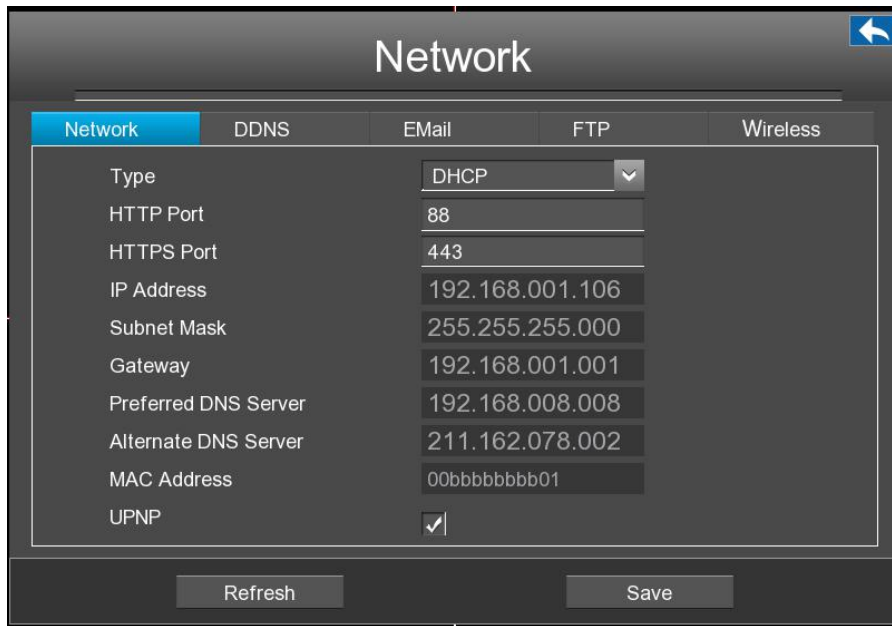 Network
Network DDNS EMail FTP Wireless
Type DHCP
HTTP Port 88
HTTPS Port 443
IP Address 192.168.001.106
Subnet Mask 255.255.255.000
Gateway 192.168.001.001
Preferred DNS Server 192.168.008.008
Alternate DNS Server 211.162.078.002
MAC Address 00bbbbbbbb01
UPNP
Refresh Save